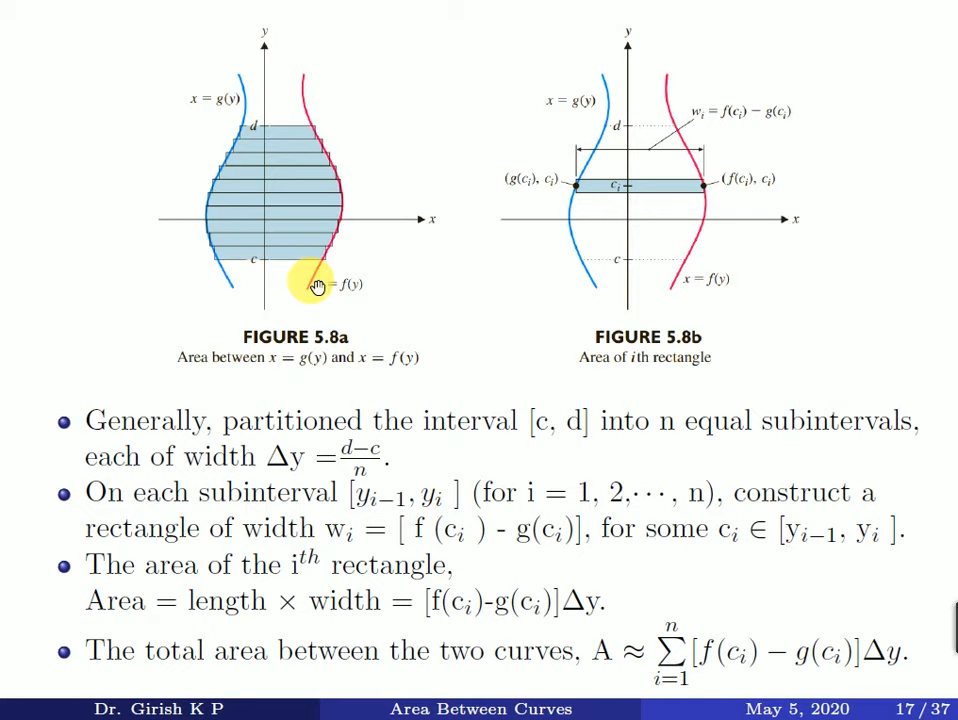 y
x = g(y)
d
x
c
= f(y)
FIGURE 5.8a
Area between x = g(y) and x = f(y)
y
x = g(y)
wᵢ = f(cᵢ) − g(cᵢ)
d
(g(cᵢ), cᵢ)
cᵢ
(f(cᵢ), cᵢ)
x
c
x = f(y)
FIGURE 5.8b
Area of ith rectangle
Generally, partitioned the interval [c, d] into n equal subintervals,
each of width Δy = (d−c)/n.
On each subinterval [yᵢ₋₁, yᵢ ] (for i = 1, 2,⋯, n), construct a
rectangle of width wᵢ = [ f (cᵢ ) - g(cᵢ)], for some cᵢ ∈ [yᵢ₋₁, yᵢ ].
The area of the iᵗʰ rectangle,
Area = length × width = [f(cᵢ)-g(cᵢ)]Δy.
The total area between the two curves, A ≈ ∑ᵢ₌₁ⁿ [f(cᵢ) − g(cᵢ)]Δy.
Dr. Girish K P Area Between Curves May 5, 2020 17 / 37